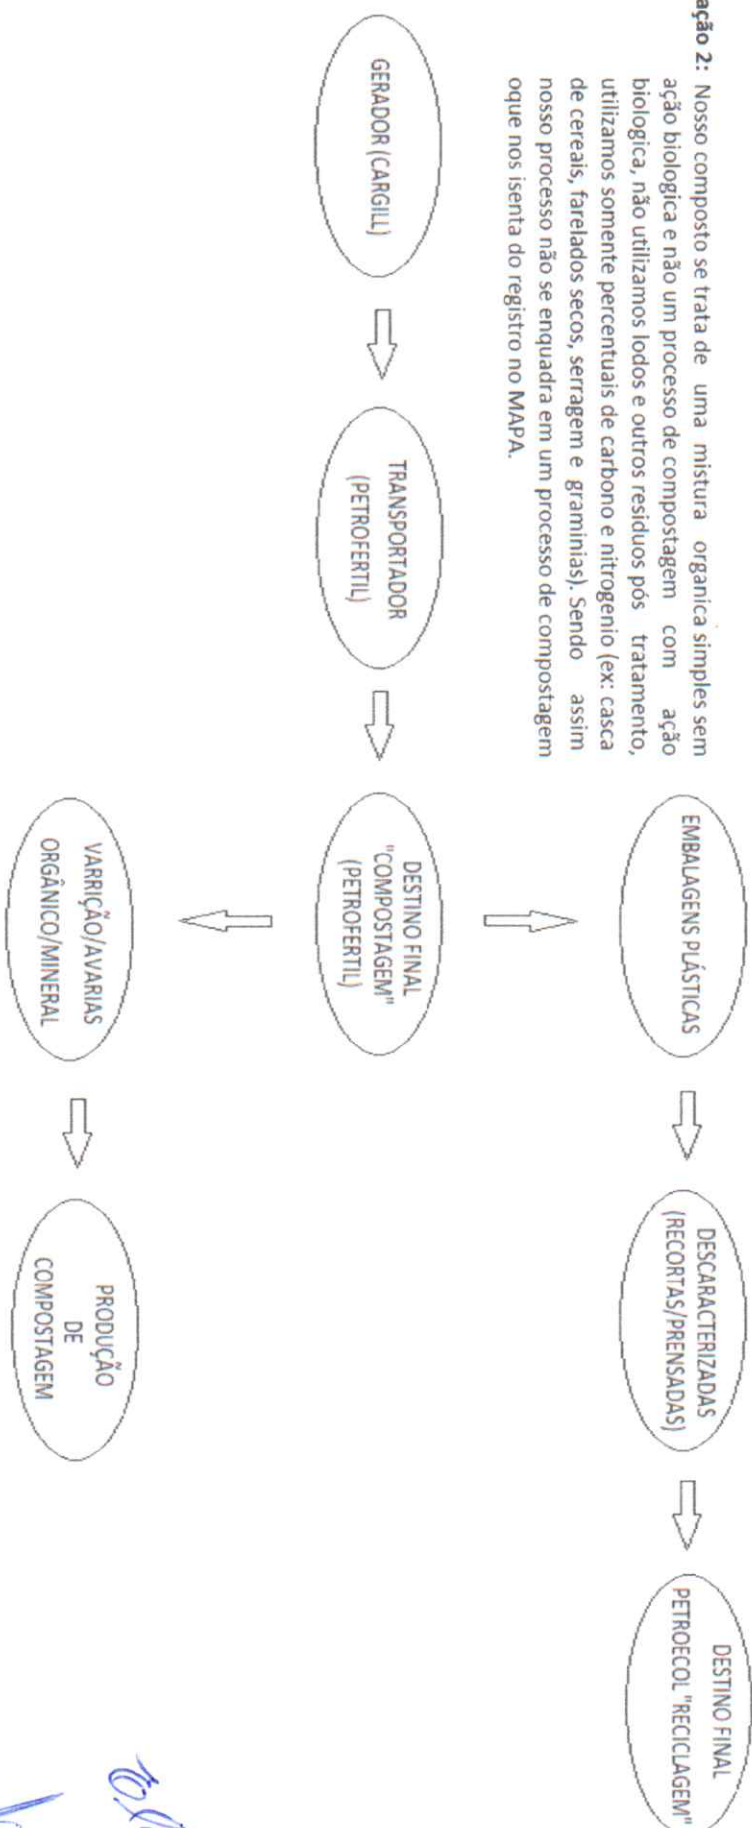 ação 2: Nosso composto se trata de uma mistura organica simples sem
ação biologica e não um processo de compostagem com ação
biologica, não utilizamos lodos e outros residuos pós tratamento,
utilizamos somente percentuais de carbono e nitrogenio (ex: casca
de cereais, farelados secos, serragem e graminias). Sendo assim
nosso processo não se enquadra em um processo de compostagem
oque nos isenta do registro no MAPA.
EMBALAGENS PLÁSTICAS
DESCARACTERIZADAS
(RECORTAS/PRENSADAS)
DESTINO FINAL
PETROECOL "RECICLAGEM"
GERADOR (CARGILL)
TRANSPORTADOR
(PETROFERTIL)
DESTINO FINAL
"COMPOSTAGEM"
(PETROFERTIL)
VARRIÇÃO/AVARIAS
ORGÂNICO/MINERAL
PRODUÇÃO
DE
COMPOSTAGEM